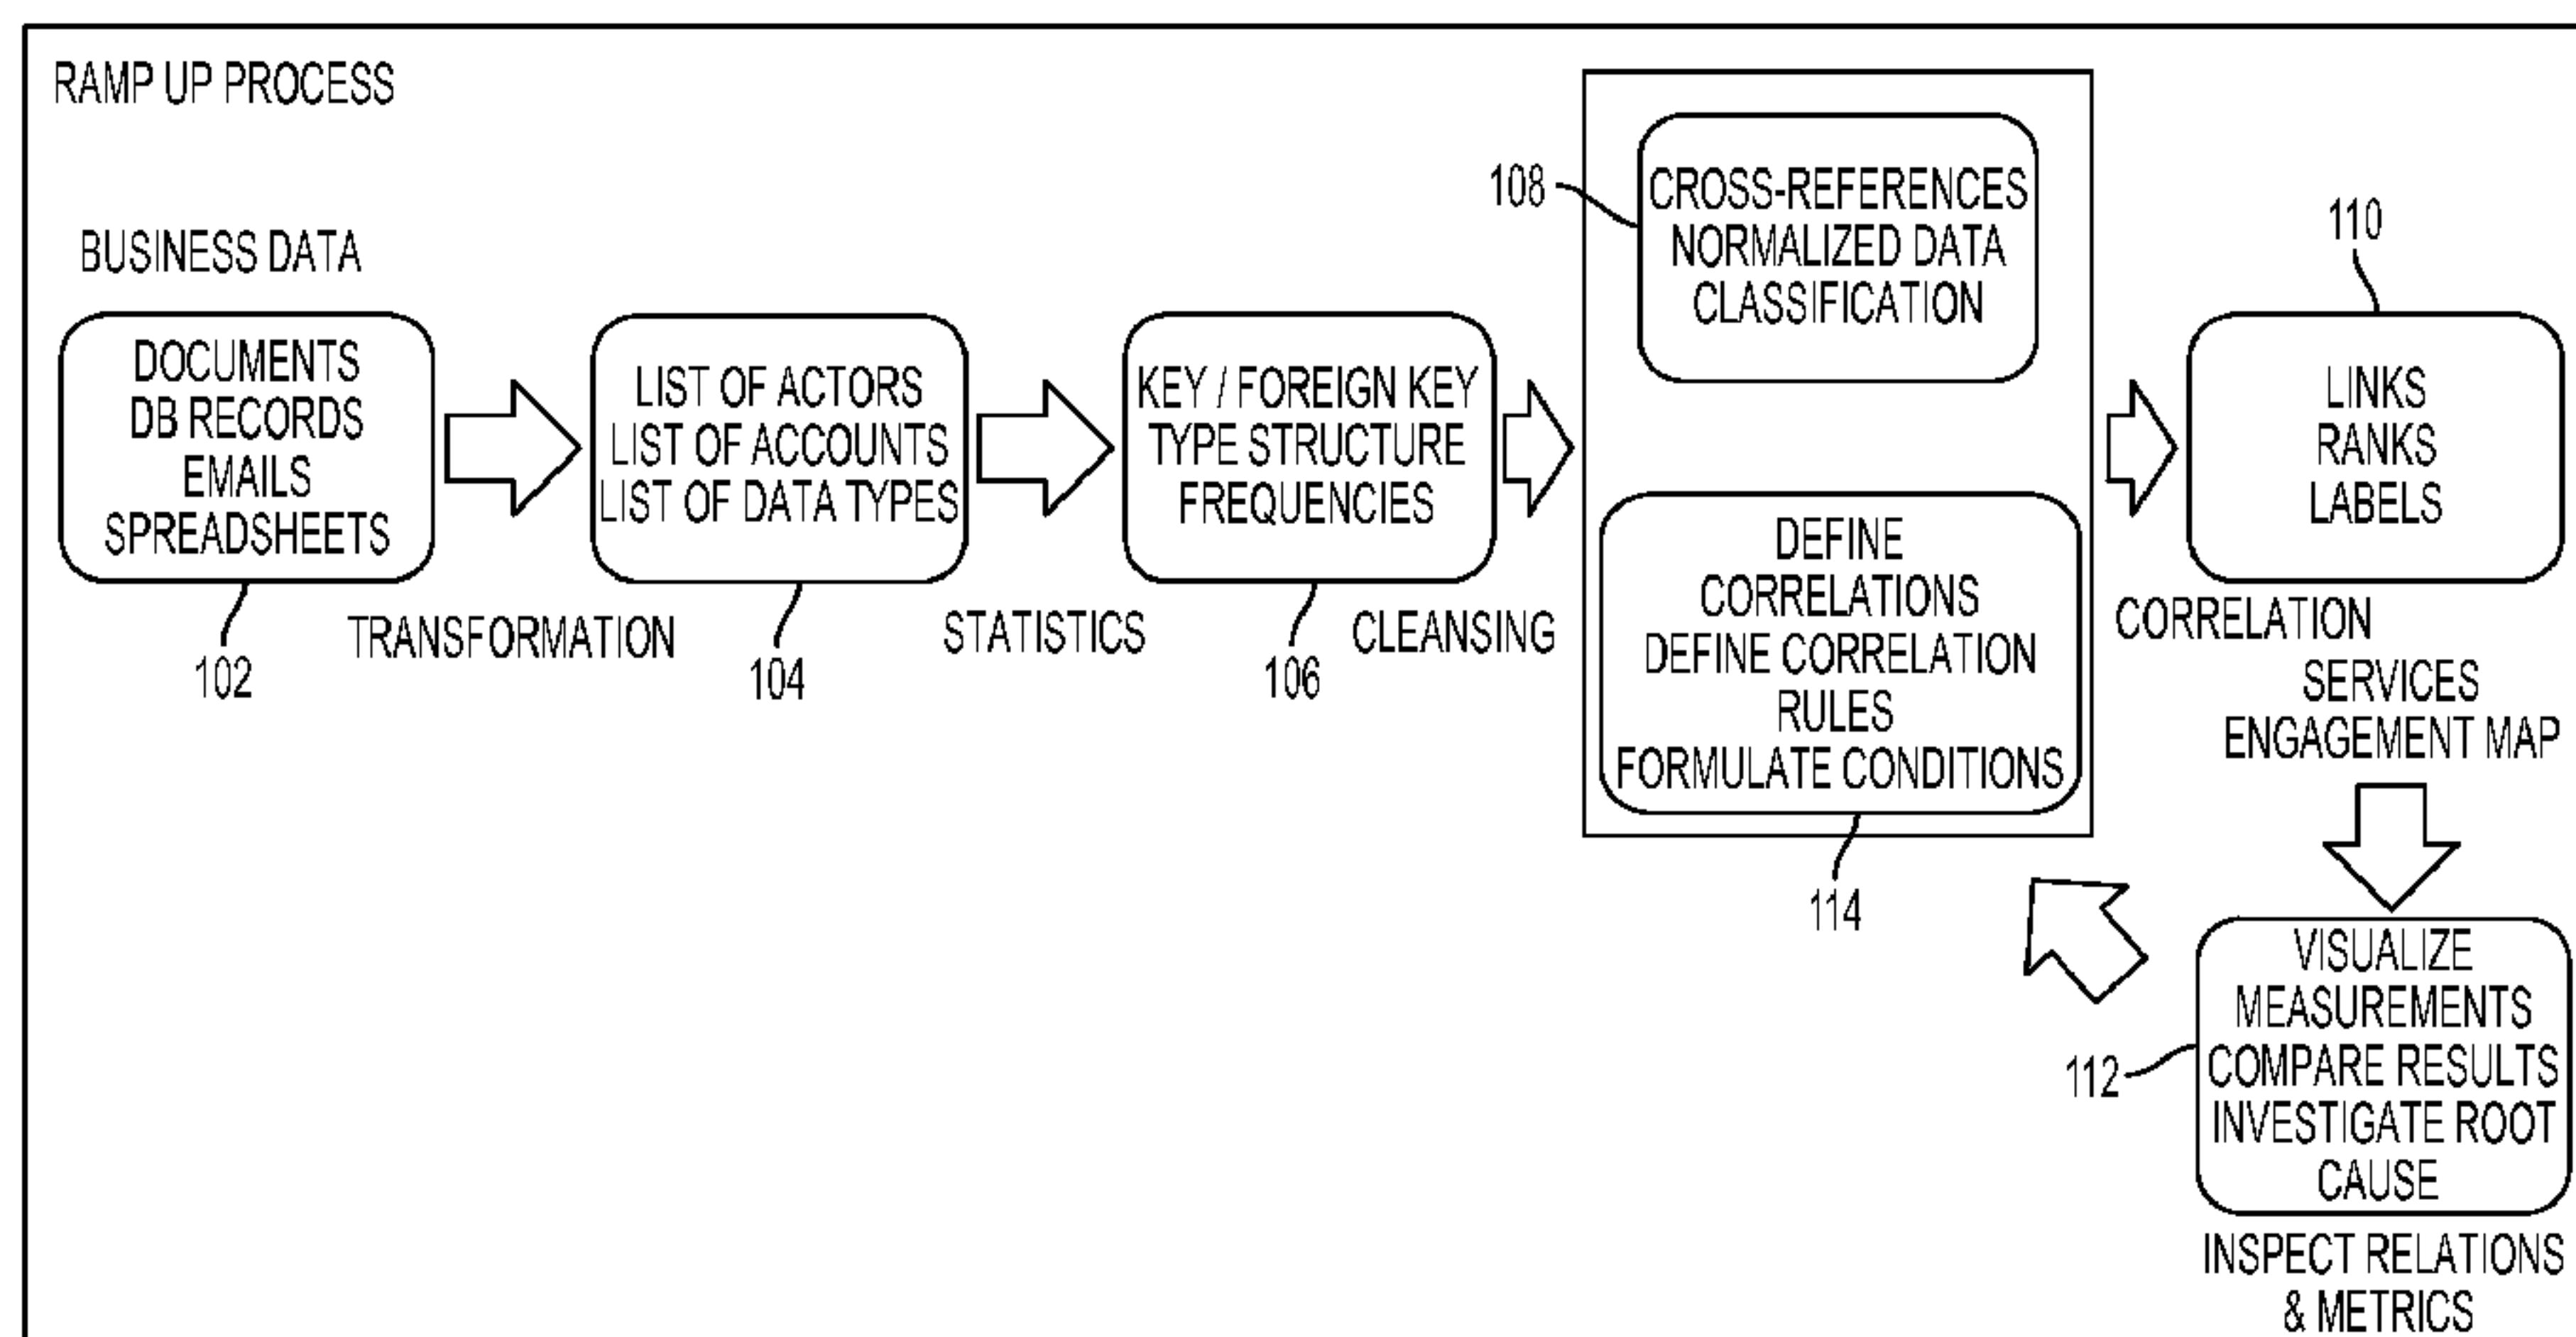 RAMP UP PROCESS
BUSINESS DATA
DOCUMENTS
DB RECORDS
EMAILS
SPREADSHEETS
102
TRANSFORMATION
LIST OF ACTORS
LIST OF ACCOUNTS
LIST OF DATA TYPES
104
STATISTICS
KEY / FOREIGN KEY
TYPE STRUCTURE
FREQUENCIES
106
CLEANSING
108
CROSS-REFERENCES
NORMALIZED DATA
CLASSIFICATION
DEFINE
CORRELATIONS
DEFINE CORRELATION
RULES
FORMULATE CONDITIONS
114
110
LINKS
RANKS
LABELS
CORRELATION
SERVICES
ENGAGEMENT MAP
112
VISUALIZE
MEASUREMENTS
COMPARE RESULTS
INVESTIGATE ROOT
CAUSE
INSPECT RELATIONS
& METRICS